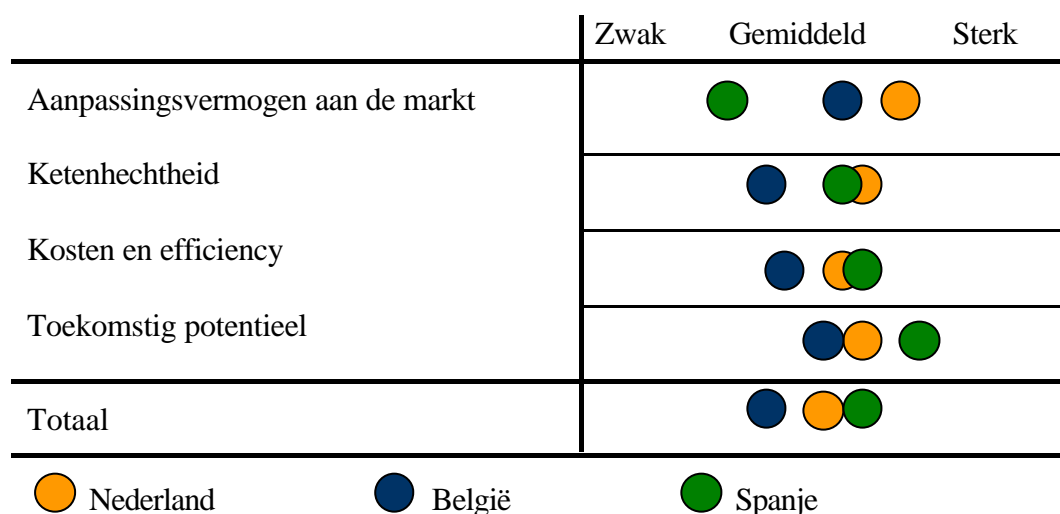 Zwak Gemiddeld Sterk
Aanpassingsvermogen aan de markt
Ketenhechtheid
Kosten en efficiency
Toekomstig potentieel
Totaal
Nederland België Spanje